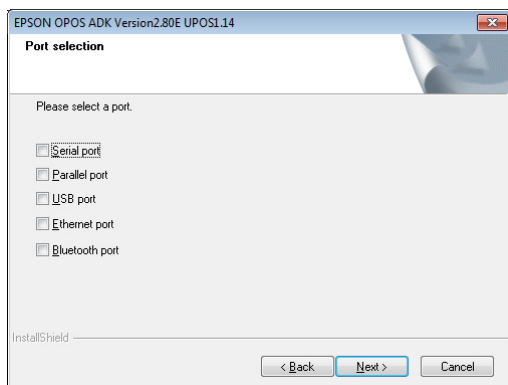 EPSON OPOS ADK Version2.80E UPOS1.14
Port selection
Please select a port.
Serial port
Parallel port
USB port
Ethernet port
Bluetooth port
InstallShield
< Back
Next >
Cancel